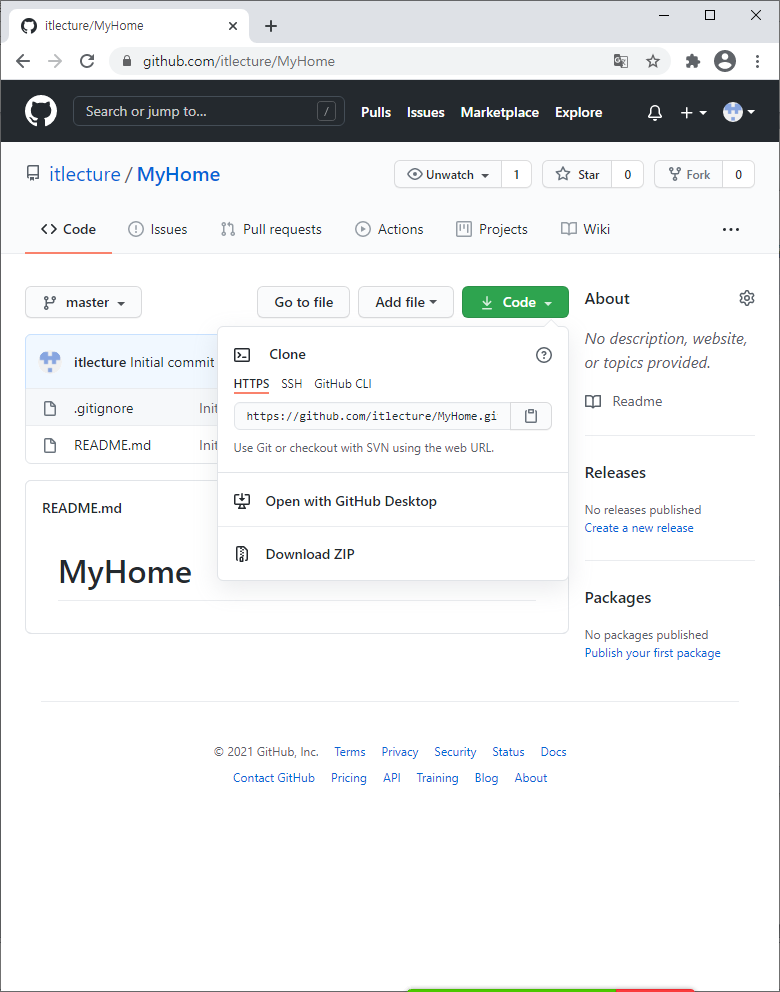 itlecture/MyHome
github.com/itlecture/MyHome
Search or jump to... /
Pulls Issues Marketplace Explore
itlecture / MyHome
Unwatch 1 Star 0 Fork 0
Code Issues Pull requests Actions Projects Wiki
master Go to file Add file Code
itlecture Initial commit
.gitignore Init
README.md Init
Clone
HTTPS SSH GitHub CLI
https://github.com/itlecture/MyHome.gi
Use Git or checkout with SVN using the web URL.
Open with GitHub Desktop
Download ZIP
README.md
MyHome
About
No description, website,
or topics provided.
Readme
Releases
No releases published
Create a new release
Packages
No packages published
Publish your first package
© 2021 GitHub, Inc. Terms Privacy Security Status Docs
Contact GitHub Pricing API Training Blog About